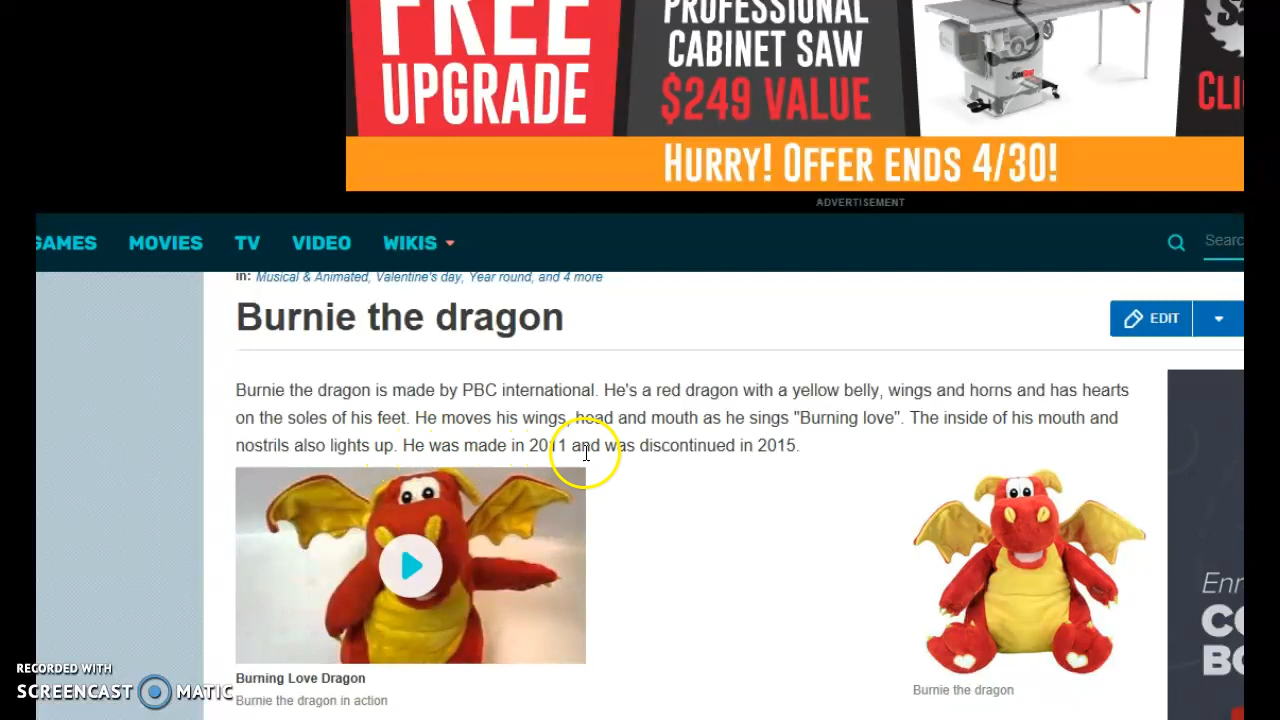 FREE
UPGRADE
PROFESSIONAL
CABINET SAW
$249 VALUE
HURRY! OFFER ENDS 4/30!
ADVERTISEMENT
GAMES MOVIES TV VIDEO WIKIS
in: Musical & Animated, Valentine's day, Year round, and 4 more
Burnie the dragon
EDIT
Burnie the dragon is made by PBC international. He's a red dragon with a yellow belly, wings and horns and has hearts
on the soles of his feet. He moves his wings, head and mouth as he sings "Burning love". The inside of his mouth and
nostrils also lights up. He was made in 2011 and was discontinued in 2015.
Burning Love Dragon
Burnie the dragon in action
Burnie the dragon
RECORDED WITH
SCREENCAST MATIC